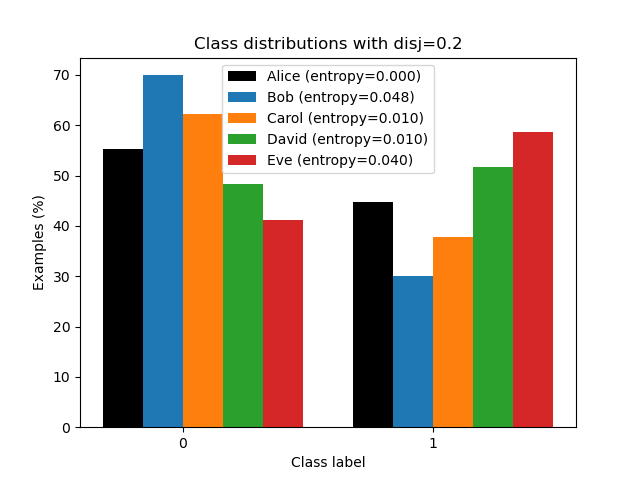 Class distributions with disj=0.2
Alice (entropy=0.000)
Bob (entropy=0.048)
Carol (entropy=0.010)
David (entropy=0.010)
Eve (entropy=0.040)
Examples (%)
70
60
50
40
30
20
10
0
0 1
Class label